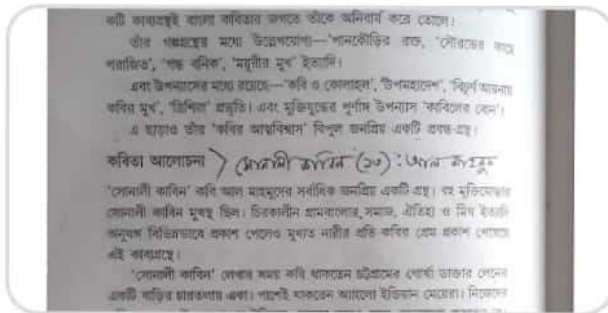 কটি কাব্যগ্রন্থই বাংলা কবিতার জগতে তাঁকে অনিবার্য করে তোলে।
তাঁর গল্পগ্রন্থের মধ্যে উল্লেখযোগ্য—'পানকৌড়ির রক্ত, 'সৌরভের কাছে
পরাজিত', 'গন্ধ বনিক', 'ময়ূরীর মুখ' ইত্যাদি।
এবং উপন্যাসের মধ্যে রয়েছে—'কবি ও কোলাহল', 'উপমহাদেশ', 'বিচূর্ণ আয়নায়
কবির মুখ', 'ত্রিশিরা' প্রভৃতি। এবং মুক্তিযুদ্ধের পূর্ণাঙ্গ উপন্যাস 'কাবিলের বোন'।
এ ছাড়াও তাঁর 'কবির আত্মবিশ্বাস' বিপুল জনপ্রিয় একটি প্রবন্ধ-গ্রন্থ।
কবিতা আলোচনা > সোনালী কাবিন (১০) : আল মাহমুদ
'সোনালী কাবিন' কবি আল মাহমুদের সর্বাধিক জনপ্রিয় একটি গ্রন্থ। বহু মুক্তিযোদ্ধার
সোনালী কাবিন মুখস্থ ছিল। চিরকালীন গ্রামবাংলার, সমাজ, ঐতিহ্য ও মিথ ইত্যাদি
অনুষঙ্গ বিভিন্নভাবে প্রকাশ পেলেও মুখ্যত নারীর প্রতি কবির প্রেম প্রকাশ পেয়েছে
এই কাব্যগ্রন্থে।
'সোনালী কাবিন' লেখার সময় কবি থাকতেন চট্টগ্রামের গোর্খা ডাক্তার লেনের
একটি বাড়ির চারতলায় একা। পাশেই থাকতেন অ্যাংলো ইন্ডিয়ান মেয়েরা। নিজেদের